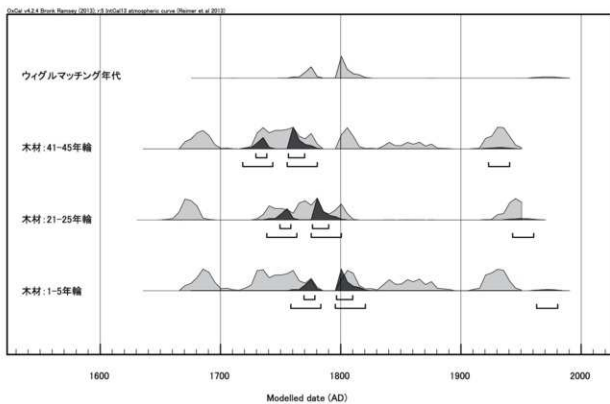 OxCal v4.2.4 Bronk Ramsey (2013); r:5 IntCal13 atmospheric curve (Reimer et al 2013)
ウィグルマッチング年代
木材:41-45年輪
木材:21-25年輪
木材:1-5年輪
1600 1700 1800 1900 2000
Modelled date (AD)